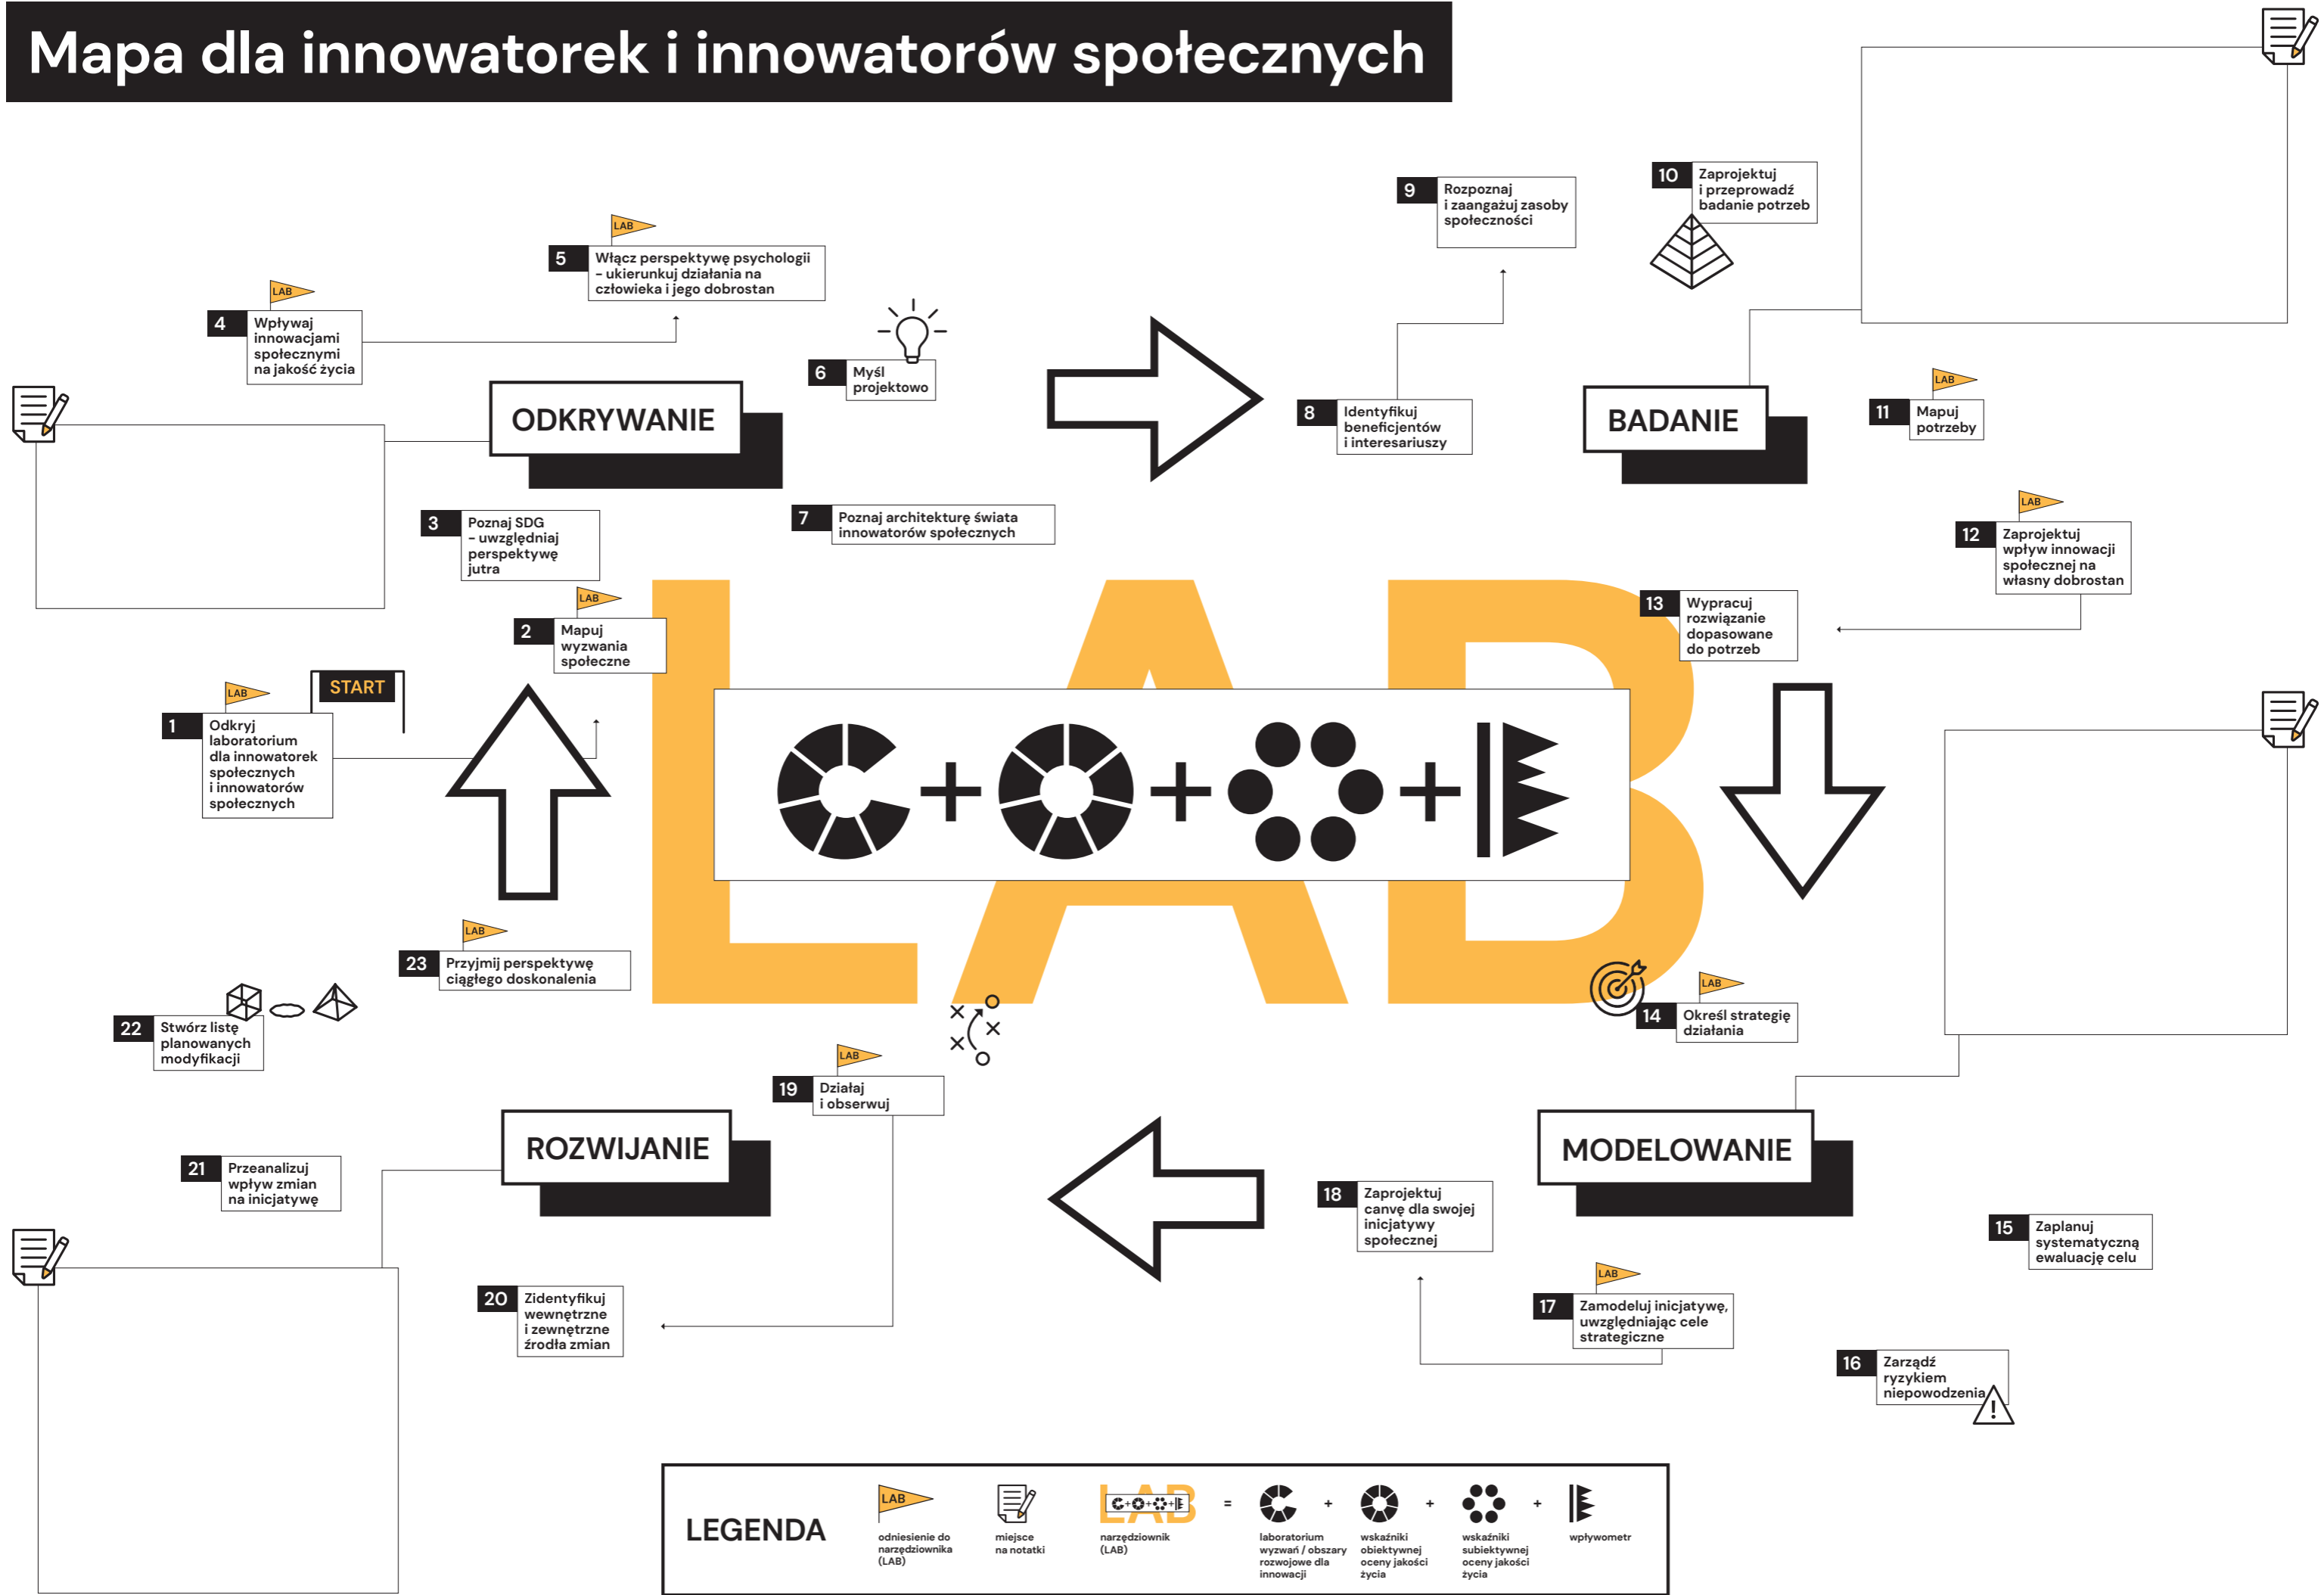 Mapa dla innowatorek i innowatorów społecznych
LAB
1
Odkryj
laboratorium
dla innowatorek
społecznych
i innowatorów
społecznych
START
LAB
2
Mapuj
wyzwania
społeczne
3
Poznaj SDG
– uwzględniaj
perspektywę
jutra
LAB
4
Wpływaj
innowacjami
społecznymi
na jakość życia
LAB
5
Włącz perspektywę psychologii
– ukierunkuj działania na
człowieka i jego dobrostan
6
Myśl
projektowo
ODKRYWANIE
7
Poznaj architekturę świata
innowatorów społecznych
8
Identyfikuj
beneficjentów
i interesariuszy
9
Rozpoznaj
i zaangażuj zasoby
społeczności
10
Zaprojektuj
i przeprowadź
badanie potrzeb
BADANIE
LAB
11
Mapuj
potrzeby
LAB
12
Zaprojektuj
wpływ innowacji
społecznej na
własny dobrostan
13
Wypracuj
rozwiązanie
dopasowane
do potrzeb
LAB
+ + +
LAB
14
Określ strategię
działania
MODELOWANIE
15
Zaplanuj
systematyczną
ewaluację celu
16
Zarządź
ryzykiem
niepowodzenia
!
LAB
17
Zamodeluj inicjatywę,
uwzględniając cele
strategiczne
18
Zaprojektuj
canvę dla swojej
inicjatywy
społecznej
LAB
19
Działaj
i obserwuj
ROZWIJANIE
20
Zidentyfikuj
wewnętrzne
i zewnętrzne
źródła zmian
21
Przeanalizuj
wpływ zmian
na inicjatywę
22
Stwórz listę
planowanych
modyfikacji
LAB
23
Przyjmij perspektywę
ciągłego doskonalenia
LEGENDA
LAB
odniesienie do
narzędziownika
(LAB)
miejsce
na notatki
LAB
+ + +
narzędziownik
(LAB)
=
laboratorium
wyzwań / obszary
rozwojowe dla
innowacji
+
wskaźniki
obiektywnej
oceny jakości
życia
+
wskaźniki
subiektywnej
oceny jakości
życia
+
wpływometr